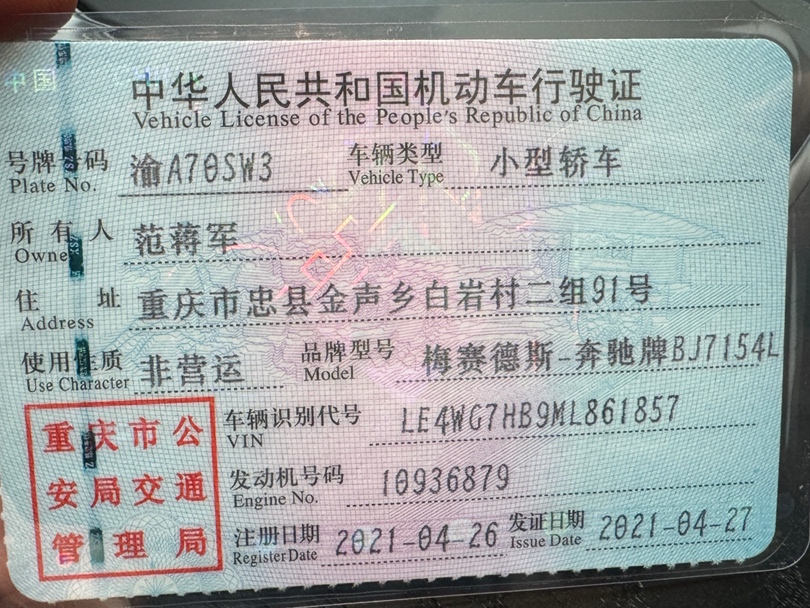 中华人民共和国机动车行驶证
Vehicle License of the People's Republic of China
号牌号码 渝A70SW3 车辆类型 小型轿车
Plate No. Vehicle Type
所有人 范蒋军
Owner
住址 重庆市忠县金声乡白岩村二组91号
Address
使用性质 非营运 品牌型号 梅赛德斯-奔驰牌BJ7154L
Use Character Model
重庆市公
安局交通
管理局
车辆识别代号 LE4WG7HB9ML861857
VIN
发动机号码 10936879
Engine No.
注册日期 2021-04-26 发证日期 2021-04-27
Register Date Issue Date